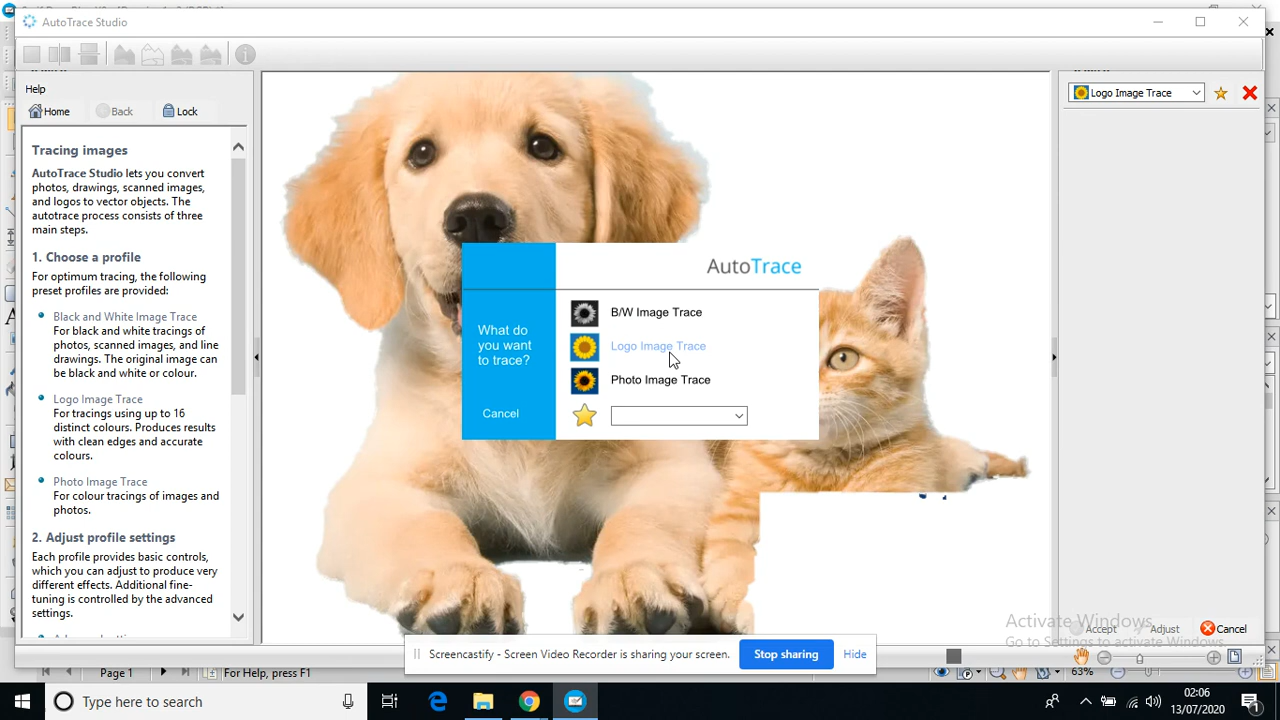 AutoTrace Studio
Help
Home Back Lock
Logo Image Trace
Tracing images
AutoTrace Studio lets you convert
photos, drawings, scanned images,
and logos to vector objects. The
autotrace process consists of three
main steps.
1. Choose a profile
For optimum tracing, the following
preset profiles are provided:
Black and White Image Trace
For black and white tracings of
photos, scanned images, and line
drawings. The original image can
be black and white or colour.
Logo Image Trace
For tracings using up to 16
distinct colours. Produces results
with clean edges and accurate
colours.
Photo Image Trace
For colour tracings of images and
photos.
2. Adjust profile settings
Each profile provides basic controls,
which you can adjust to produce very
different effects. Additional fine-
tuning is controlled by the advanced
settings.
AutoTrace
What do
you want
to trace?
Cancel
B/W Image Trace
Logo Image Trace
Photo Image Trace
Activate Windows
Go to Settings to activate Windows.
Accept Adjust Cancel
Screencastify - Screen Video Recorder is sharing your screen. Stop sharing Hide
Page 1 For Help, press F1 63%
Type here to search
02:06
13/07/2020